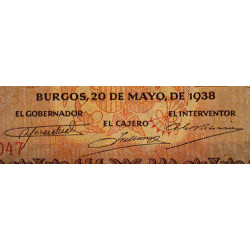 BURGOS, 20 DE MAYO, DE 1938
EL GOBERNADOR EL CAJERO EL INTERVENTOR
047